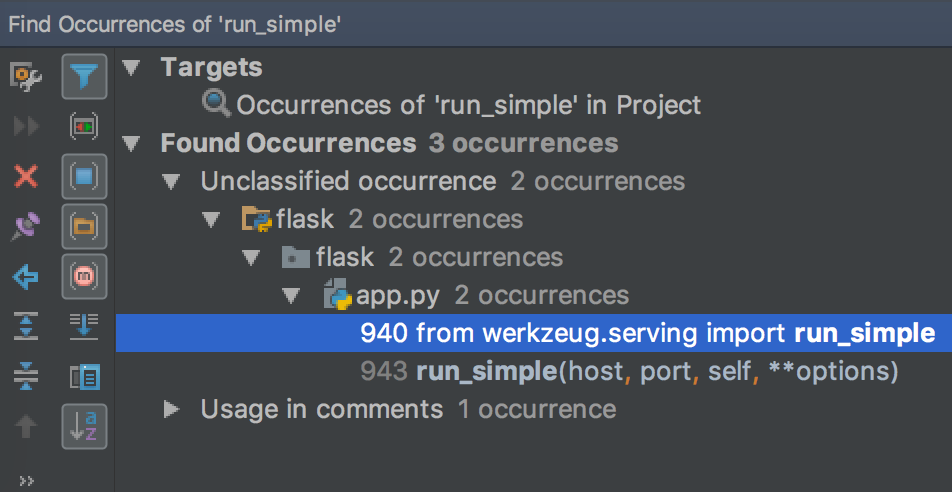 Find Occurrences of 'run_simple'
Targets
Occurrences of 'run_simple' in Project
Found Occurrences 3 occurrences
Unclassified occurrence 2 occurrences
flask 2 occurrences
flask 2 occurrences
app.py 2 occurrences
940 from werkzeug.serving import run_simple
943 run_simple(host, port, self, **options)
Usage in comments 1 occurrence